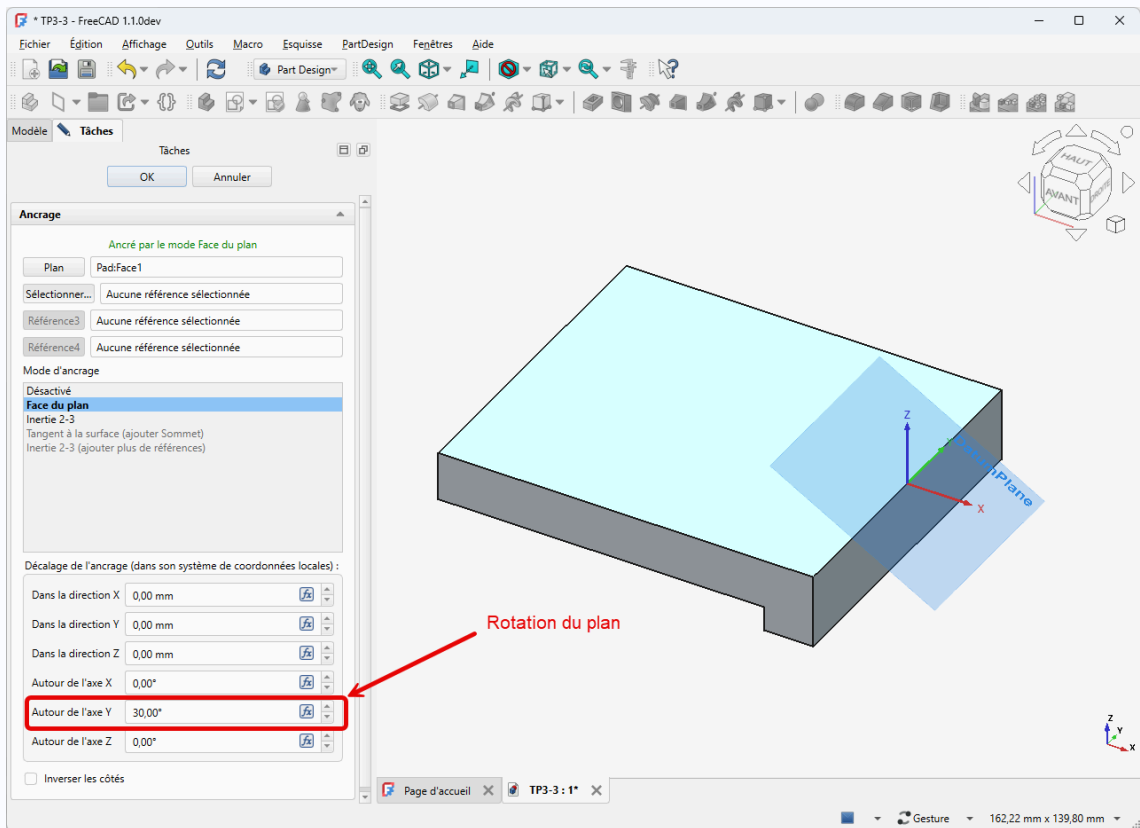 * TP3-3 - FreeCAD 1.1.0dev
Fichier Édition Affichage Outils Macro Esquisse PartDesign Fenêtres Aide
Part Design
Modèle Tâches
Tâches
OK Annuler
Ancrage
Ancré par le mode Face du plan
Plan Pad:Face1
Sélectionner... Aucune référence sélectionnée
Référence3 Aucune référence sélectionnée
Référence4 Aucune référence sélectionnée
Mode d'ancrage
Désactivé
Face du plan
Inertie 2-3
Tangent à la surface (ajouter Sommet)
Inertie 2-3 (ajouter plus de références)
Décalage de l'ancrage (dans son système de coordonnées locales) :
Dans la direction X 0,00 mm
Dans la direction Y 0,00 mm
Dans la direction Z 0,00 mm
Autour de l'axe X 0,00°
Autour de l'axe Y 30,00°
Autour de l'axe Z 0,00°
Inverser les côtés
HAUT
AVANT
DROITE
Z
X
Rotation du plan
Z
Y
X
Page d'accueil TP3-3 : 1*
Gesture 162,22 mm x 139,80 mm